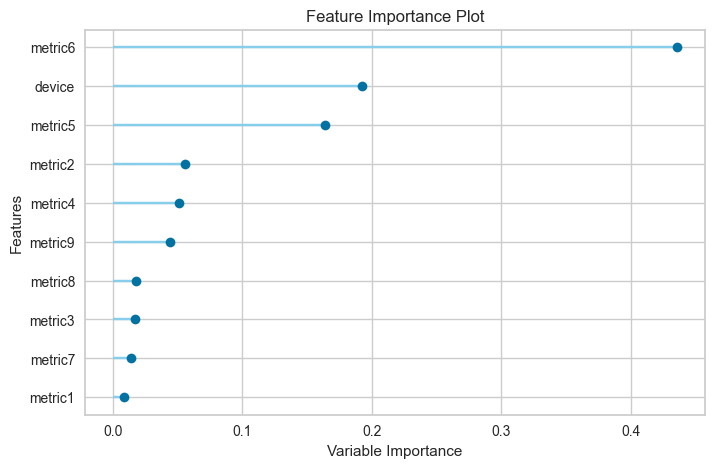 Feature Importance Plot
metric6
device
metric5
metric2
metric4
metric9
metric8
metric3
metric7
metric1
Features
0.0 0.1 0.2 0.3 0.4
Variable Importance